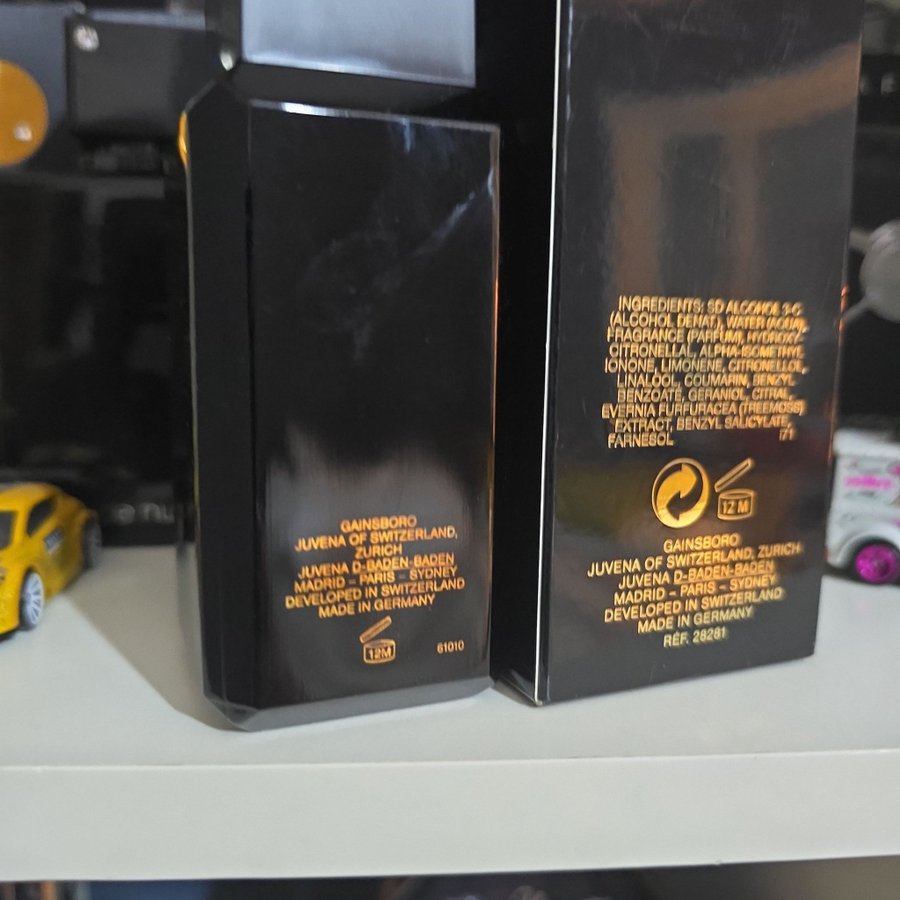 GAINSBORO
JUVENA OF SWITZERLAND,
ZURICH
JUVENA D-BADEN-BADEN
MADRID – PARIS – SYDNEY
DEVELOPED IN SWITZERLAND
MADE IN GERMANY
12M
61010
INGREDIENTS: SD ALCOHOL 3-C
(ALCOHOL DENAT), WATER (AQUA),
FRAGRANCE (PARFUM), HYDROXY-
CITRONELLAL, ALPHA-ISOMETHYL
IONONE, LIMONENE, CITRONELLOL,
LINALOOL, COUMARIN, BENZYL
BENZOATE, GERANIOL, CITRAL,
EVERNIA FURFURACEA (TREEMOSS)
EXTRACT, BENZYL SALICYLATE,
FARNESOL
12 M
GAINSBORO
JUVENA OF SWITZERLAND, ZURICH
JUVENA D-BADEN-BADEN
MADRID – PARIS – SYDNEY
DEVELOPED IN SWITZERLAND
MADE IN GERMANY
RÉF. 28281